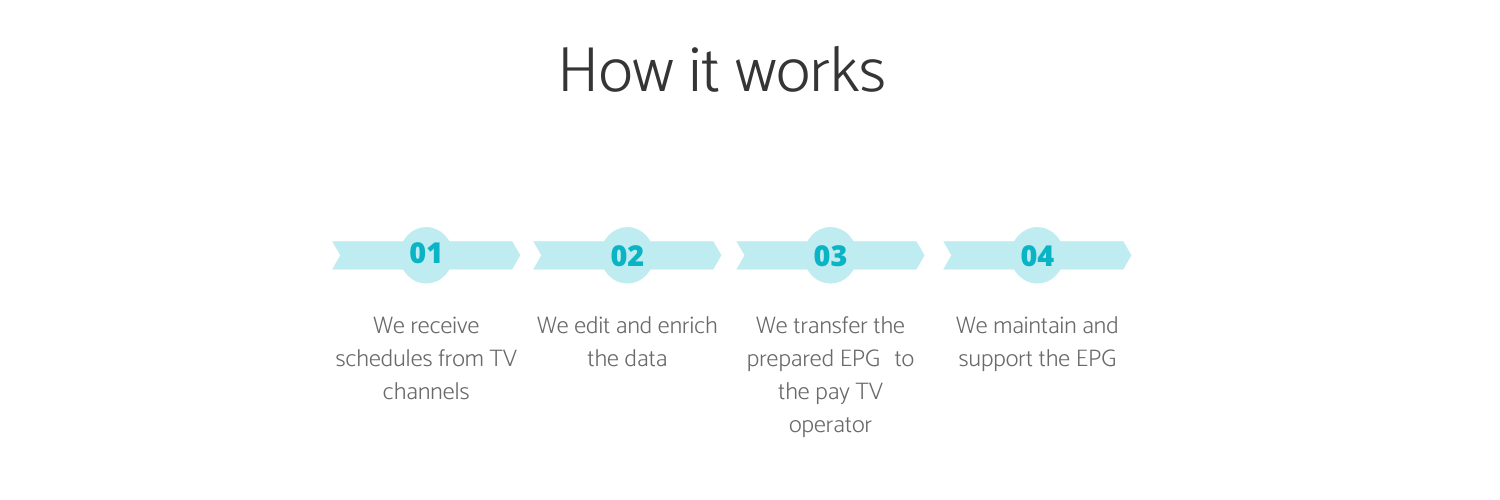 How it works
01
02
03
04
We receive
schedules from TV
channels
We edit and enrich
the data
We transfer the
prepared EPG to
the pay TV
operator
We maintain and
support the EPG